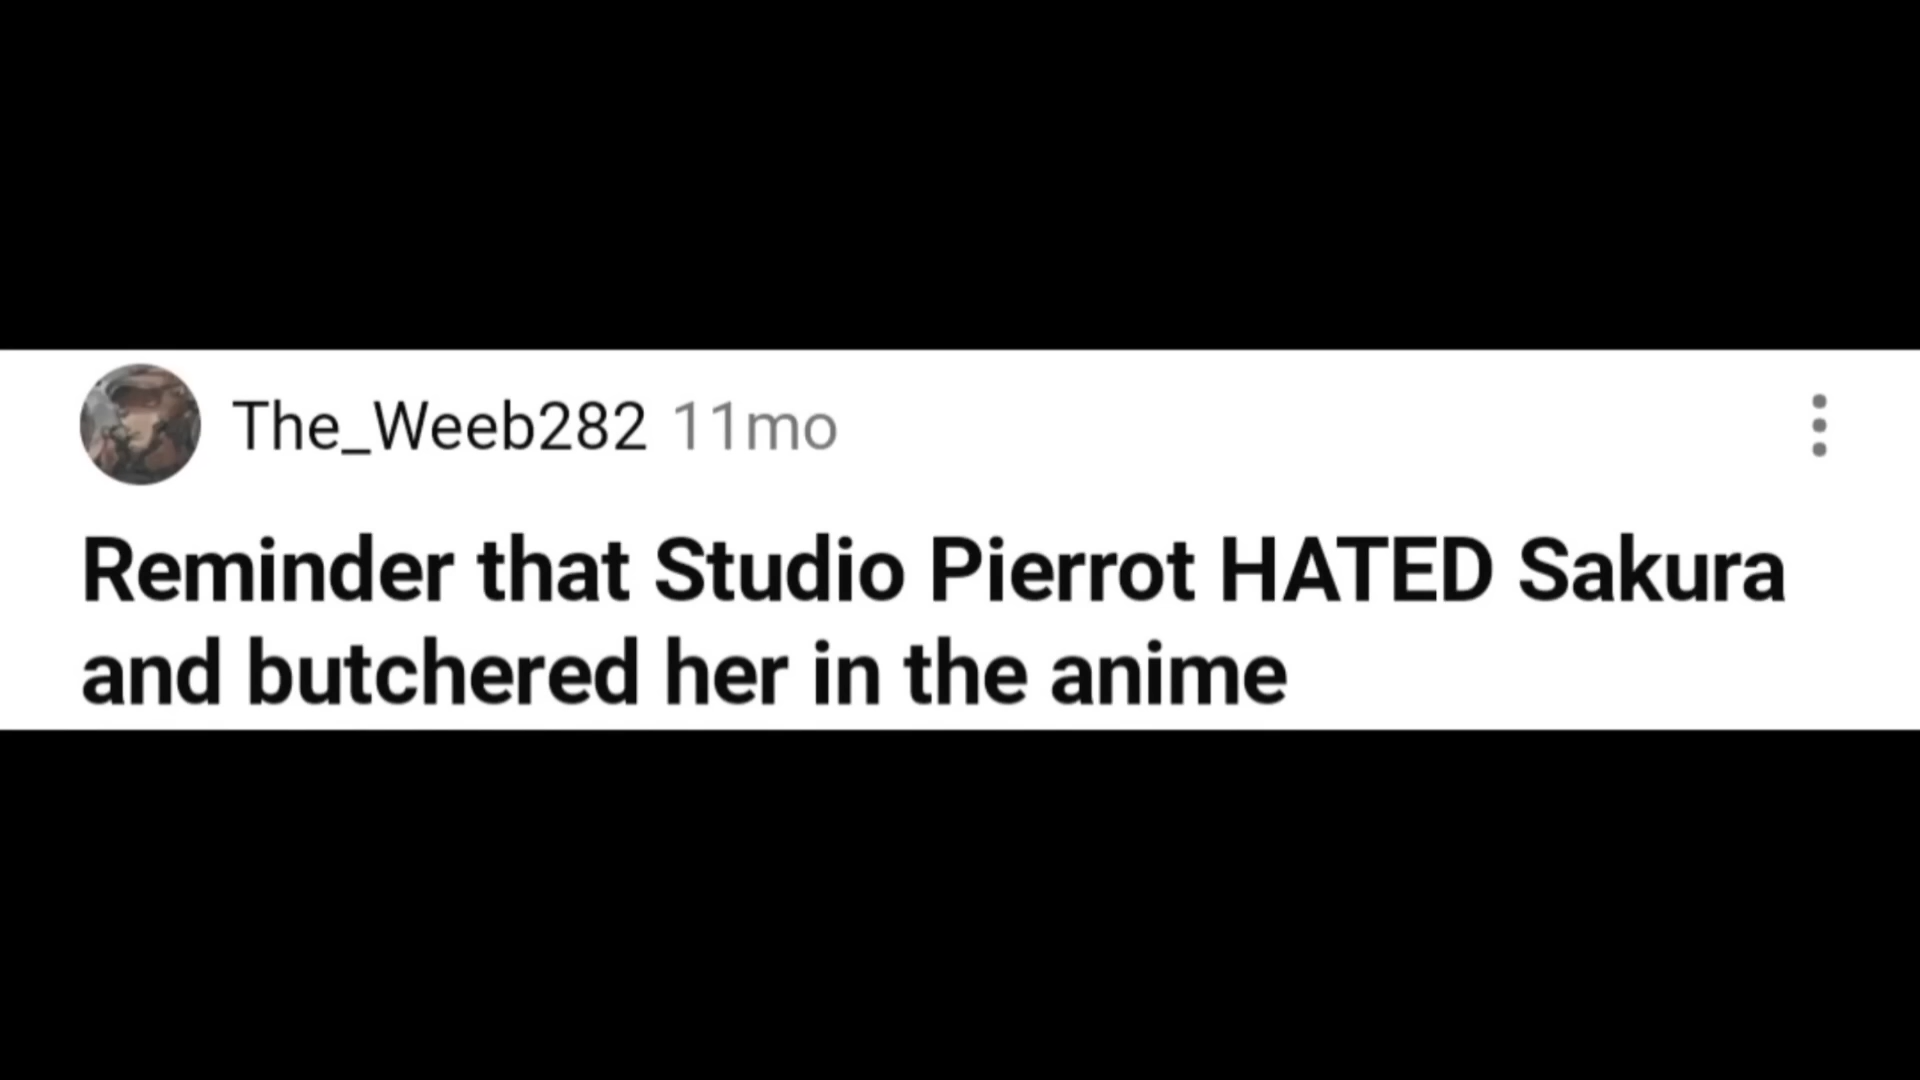 The_Weeb282 11mo
Reminder that Studio Pierrot HATED Sakura
and butchered her in the anime